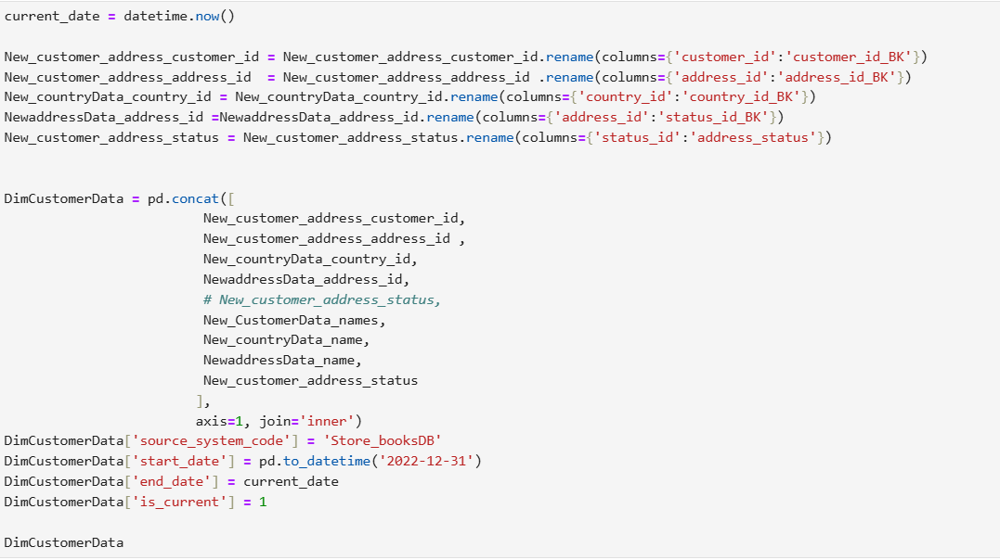 current_date = datetime.now()
New_customer_address_customer_id = New_customer_address_customer_id.rename(columns={'customer_id':'customer_id_BK'})
New_customer_address_address_id  = New_customer_address_address_id .rename(columns={'address_id':'address_id_BK'})
New_countryData_country_id = New_countryData_country_id.rename(columns={'country_id':'country_id_BK'})
NewaddressData_address_id =NewaddressData_address_id.rename(columns={'address_id':'status_id_BK'})
New_customer_address_status = New_customer_address_status.rename(columns={'status_id':'address_status'})
DimCustomerData = pd.concat([
                         New_customer_address_customer_id,
                         New_customer_address_address_id ,
                         New_countryData_country_id,
                         NewaddressData_address_id,
                         # New_customer_address_status,
                         New_CustomerData_names,
                         New_countryData_name,
                         NewaddressData_name,
                         New_customer_address_status
                        ],
                        axis=1, join='inner')
DimCustomerData['source_system_code'] = 'Store_booksDB'
DimCustomerData['start_date'] = pd.to_datetime('2022-12-31')
DimCustomerData['end_date'] = current_date
DimCustomerData['is_current'] = 1
DimCustomerData